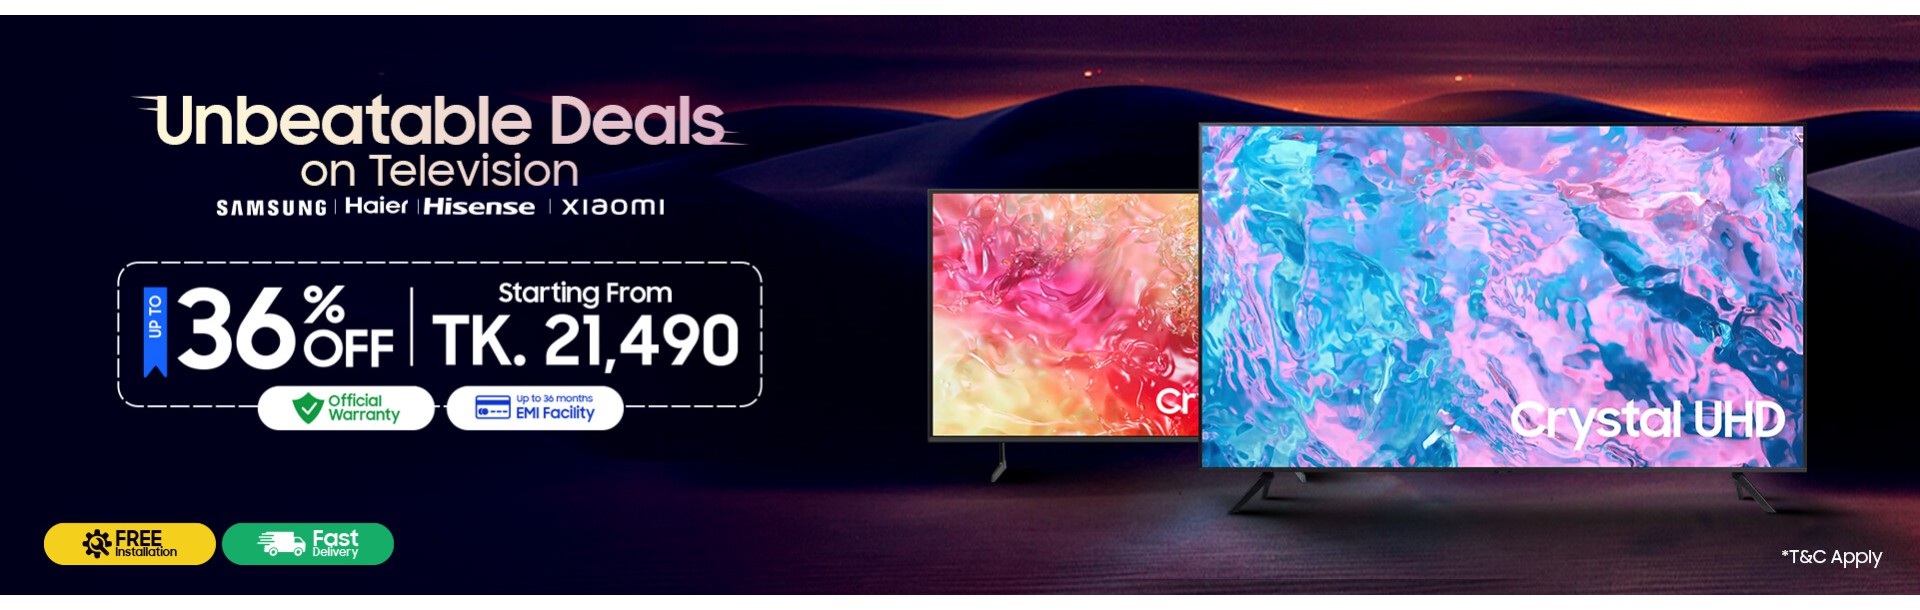 Unbeatable Deals
on Television
SAMSUNG | Haier | Hisense | XIAOMI
UP TO
36% OFF
Starting From
TK. 21,490
Official
Warranty
Up to 36 months
EMI Facility
FREE
Installation
Fast
Delivery
Cr
Crystal UHD
*T&C Apply